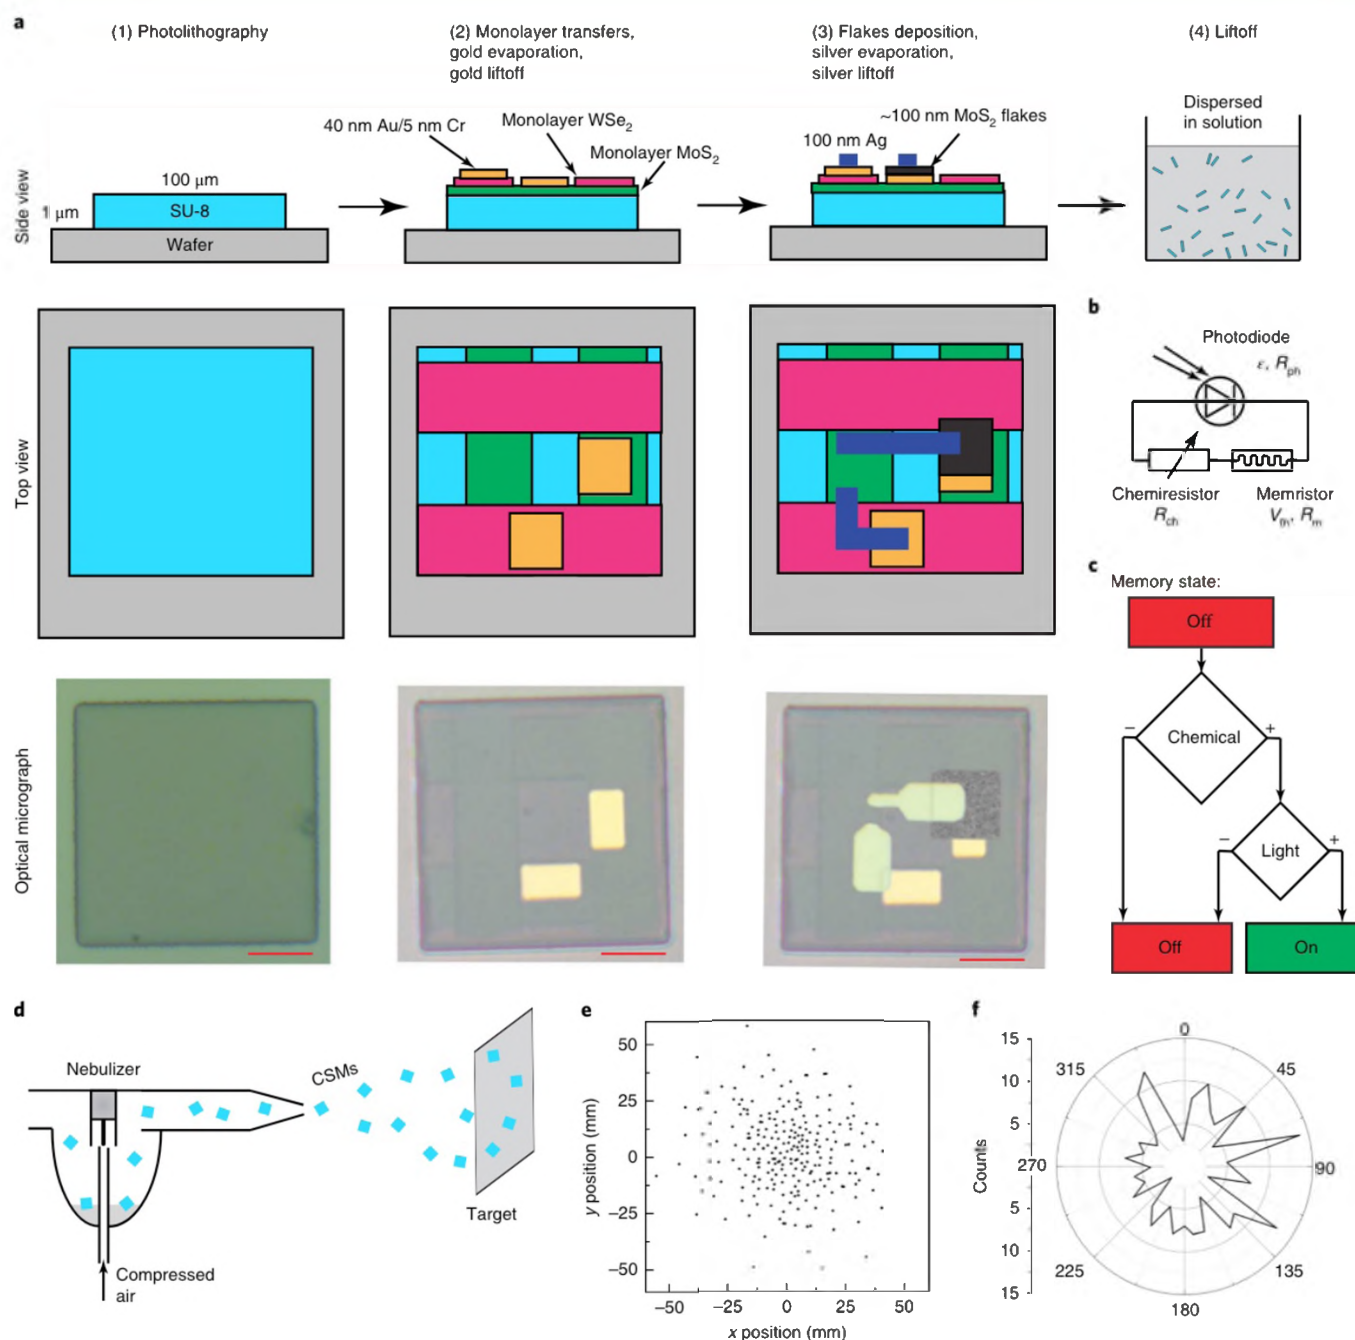 a
(1) Photolithography
(2) Monolayer transfers,
gold evaporation,
gold liftoff
(3) Flakes deposition,
silver evaporation,
silver liftoff
(4) Liftoff
Side view
100 μm
1 μm
SU-8
Wafer
40 nm Au/5 nm Cr
Monolayer WSe2
Monolayer MoS2
100 nm Ag
~100 nm MoS2 flakes
Dispersed
in solution
Top view
b
Photodiode
ε, Rph
Chemiresistor
Rch
Memristor
Vth, Rm
c
Memory state:
Off
Chemical
− +
Light
− +
Off
On
Optical micrograph
d
Nebulizer
CSMs
Target
Compressed
air
e
y position (mm)
50
25
0
−25
−50
−50 −25 0 25 50
x position (mm)
f
Counts
15
10
5
5
10
15
0
45
90
135
180
225
270
315